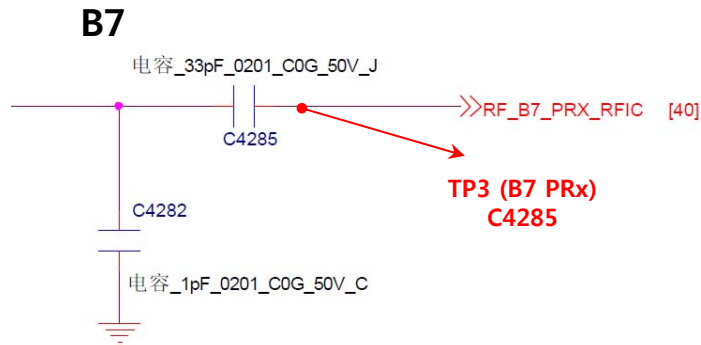 B7
电容_33pF_0201_C0G_50V_J
C4285
RF_B7_PRX_RFIC [40]
TP3 (B7 PRx)
C4285
C4282
电容_1pF_0201_C0G_50V_C